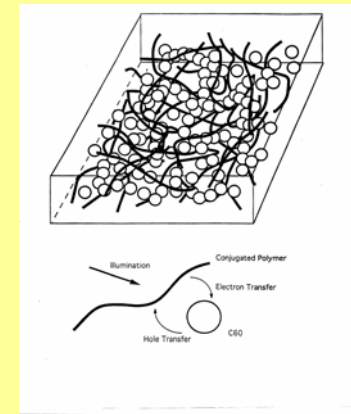 Conjugated Polymer
Illumination
Electron Transfer
C60
Hole Transfer